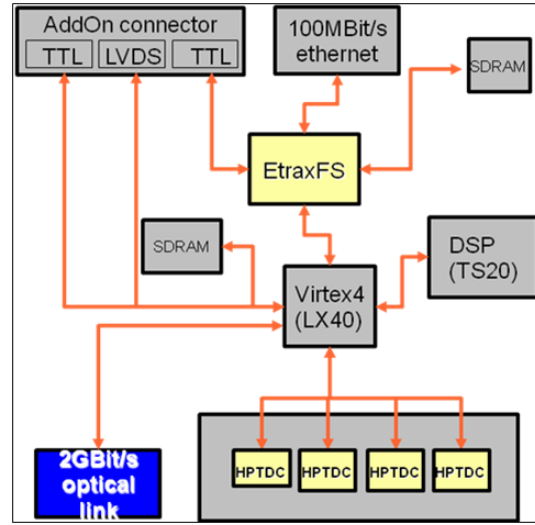 AddOn connector
TTL LVDS TTL
100MBit/s
ethernet
SDRAM
EtraxFS
SDRAM
DSP
(TS20)
Virtex4
(LX40)
2GBit/s
optical
link
HPTDC HPTDC HPTDC HPTDC